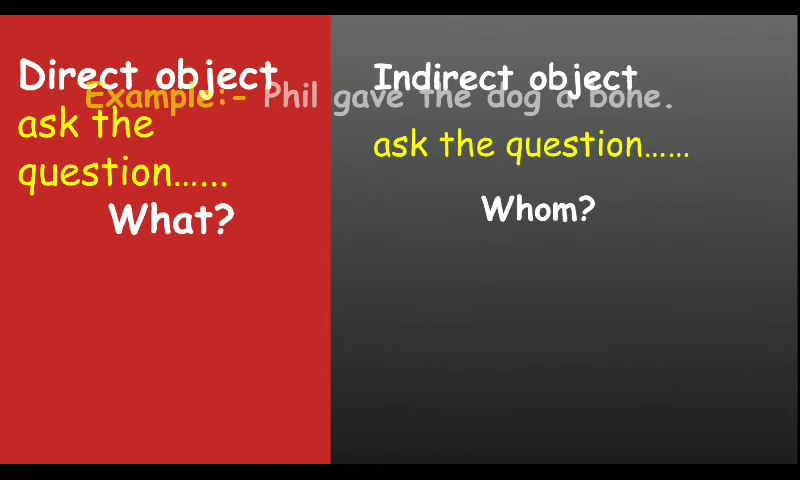 Direct object
ask the
question......
What?
Example:- Phil gave the dog a bone.
Indirect object
ask the question……
Whom?